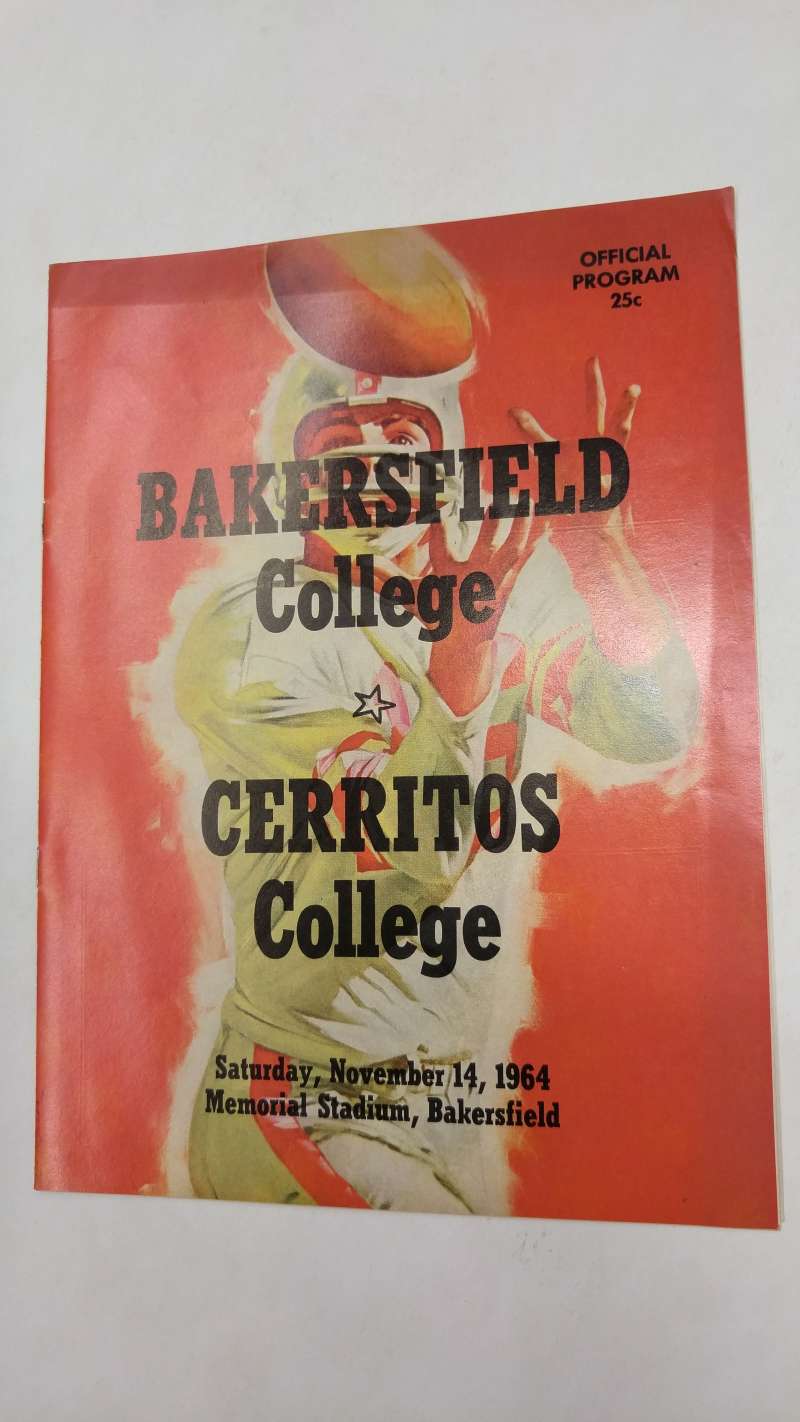 OFFICIAL
PROGRAM
25c
BAKERSFIELD
College
CERRITOS
College
Saturday, November 14, 1964
Memorial Stadium, Bakersfield